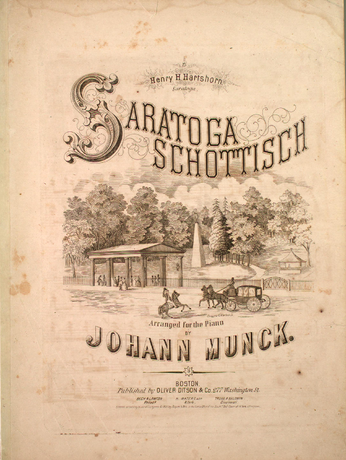 To
Henry H. Hartshorn
Saratoga.
SARATOGA
SCHOTTISCH
Arranged for the Piano
BY
JOHANN MUNCK.
BOSTON
Published by OLIVER DITSON & Co. 277 Washington St.